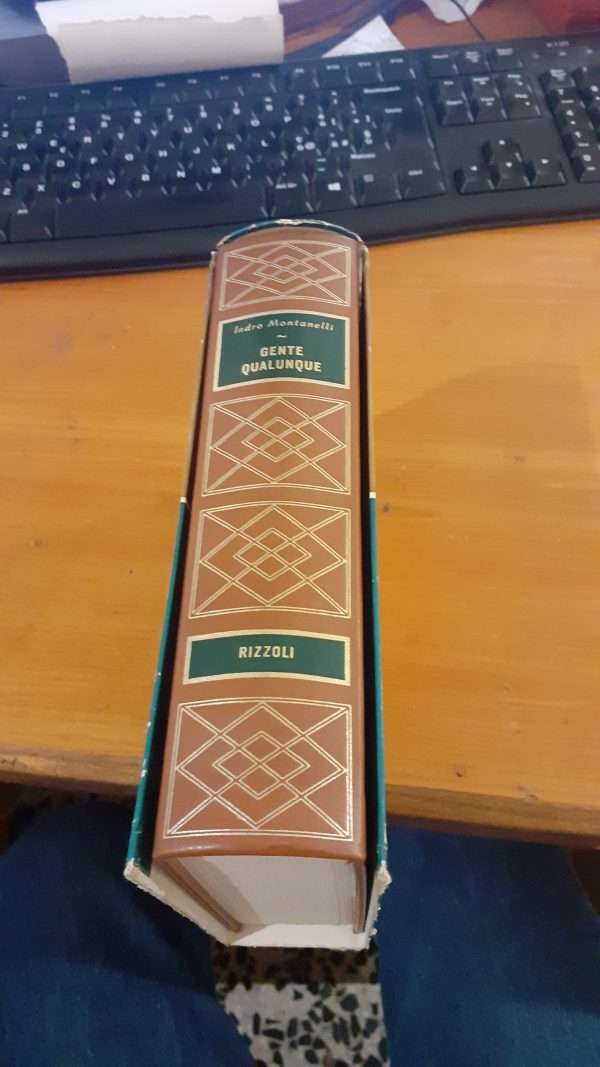 Indro Montanelli
~
GENTE
QUALUNQUE
RIZZOLI